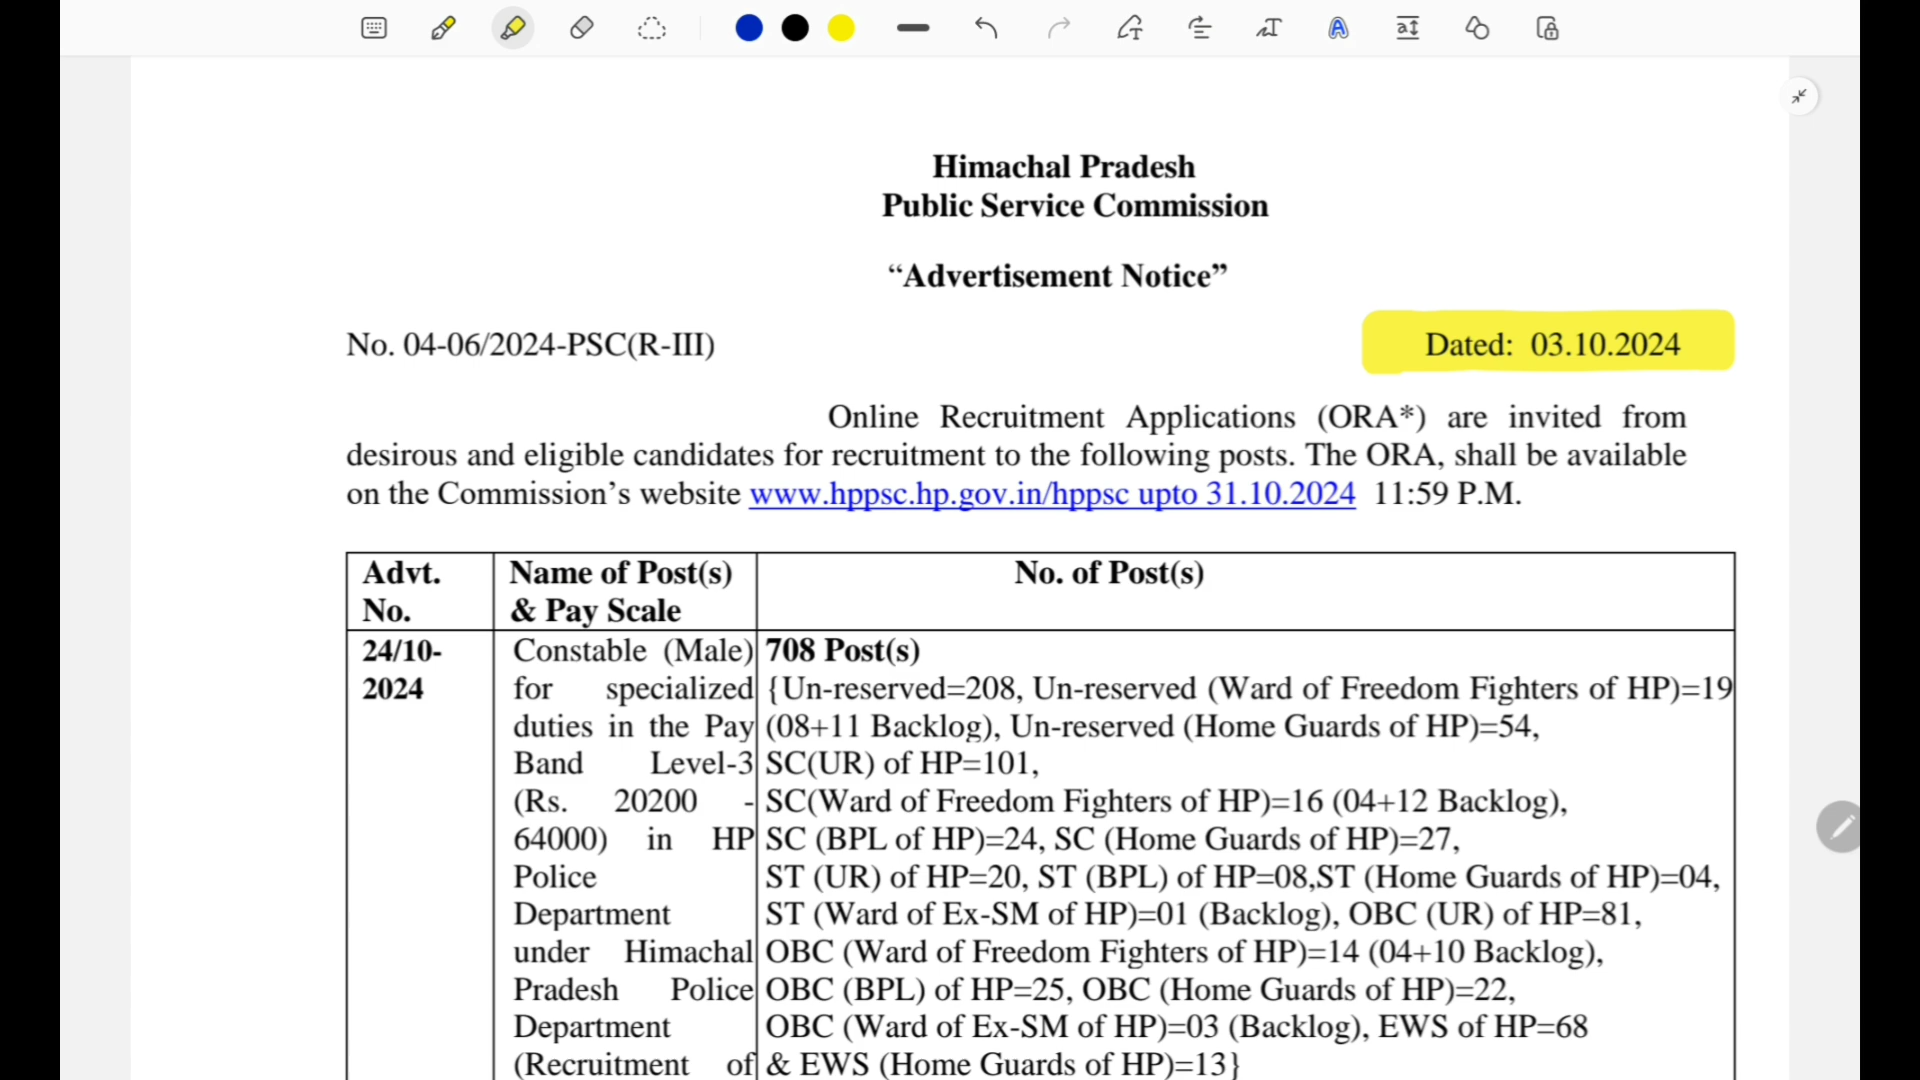 Himachal Pradesh
Public Service Commission
“Advertisement Notice”
No. 04-06/2024-PSC(R-III) Dated: 03.10.2024
Online Recruitment Applications (ORA*) are invited from
desirous and eligible candidates for recruitment to the following posts. The ORA, shall be available
on the Commission’s website www.hppsc.hp.gov.in/hppsc upto 31.10.2024 11:59 P.M.
Advt.
No.
Name of Post(s)
& Pay Scale
No. of Post(s)
24/10-
2024
Constable (Male)
for specialized
duties in the Pay
Band Level-3
(Rs. 20200 -
64000) in HP
Police
Department
under Himachal
Pradesh Police
Department
(Recruitment of
708 Post(s)
{Un-reserved=208, Un-reserved (Ward of Freedom Fighters of HP)=19
(08+11 Backlog), Un-reserved (Home Guards of HP)=54,
SC(UR) of HP=101,
SC(Ward of Freedom Fighters of HP)=16 (04+12 Backlog),
SC (BPL of HP)=24, SC (Home Guards of HP)=27,
ST (UR) of HP=20, ST (BPL) of HP=08,ST (Home Guards of HP)=04,
ST (Ward of Ex-SM of HP)=01 (Backlog), OBC (UR) of HP=81,
OBC (Ward of Freedom Fighters of HP)=14 (04+10 Backlog),
OBC (BPL) of HP=25, OBC (Home Guards of HP)=22,
OBC (Ward of Ex-SM of HP)=03 (Backlog), EWS of HP=68
& EWS (Home Guards of HP)=13}